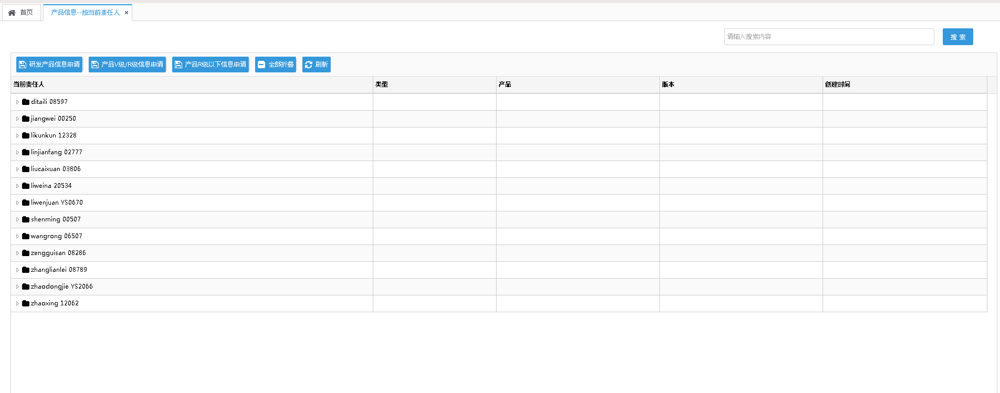 首页 产品信息--按当前责任人
请输入搜索内容 搜 索
研发产品信息申请 产品V级/R级信息申请 产品R级以下信息申请 全部折叠 刷新
当前责任人 类型 产品 版本 创建时间
ditaili 08597
jiangwei 00250
likunkun 12328
linjianfang 02777
liucaixuan 03806
liweina 20534
liwenjuan YS0670
shenming 00507
wangrong 06507
zengguisan 08286
zhanglianlei 08789
zhaodongjie YS2066
zhaoxing 12062